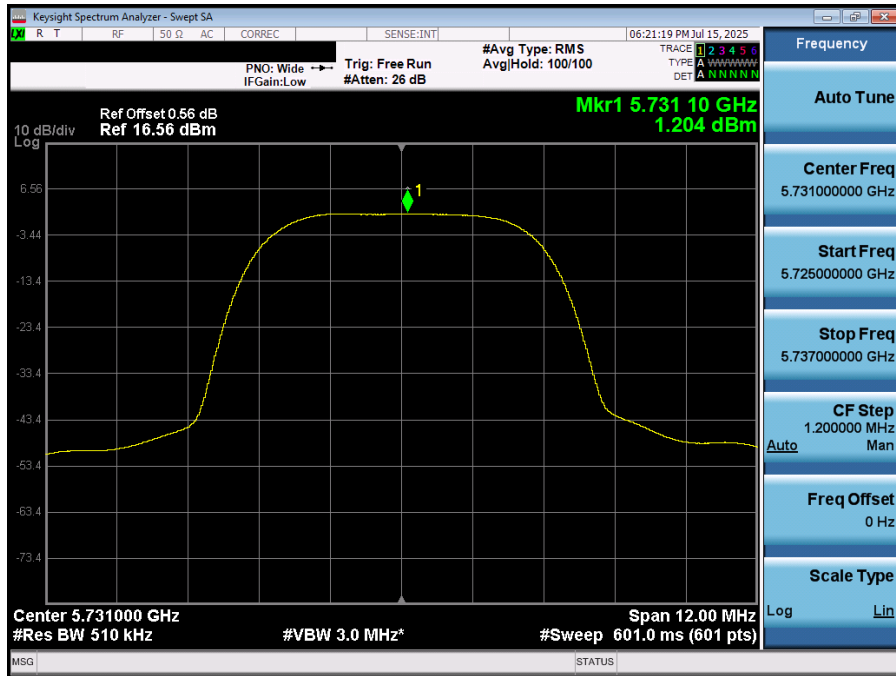 Keysight Spectrum Analyzer - Swept SA
LXI R T RF 50 Ω AC CORREC SENSE:INT 06:21:19 PM Jul 15, 2025
PNO: Wide
IFGain:Low
Trig: Free Run
#Atten: 26 dB
#Avg Type: RMS
Avg|Hold: 100/100
TRACE 1 2 3 4 5 6
TYPE A WWWWW
DET A N N N N N
Mkr1 5.731 10 GHz
1.204 dBm
Ref Offset 0.56 dB
Ref 16.56 dBm
10 dB/div
Log
1
6.56
-3.44
-13.4
-23.4
-33.4
-43.4
-53.4
-63.4
-73.4
Center 5.731000 GHz
Span 12.00 MHz
#Res BW 510 kHz
#VBW 3.0 MHz*
#Sweep 601.0 ms (601 pts)
MSG
STATUS
Frequency
Auto Tune
Center Freq
5.731000000 GHz
Start Freq
5.725000000 GHz
Stop Freq
5.737000000 GHz
CF Step
1.200000 MHz
Auto Man
Freq Offset
0 Hz
Scale Type
Log Lin